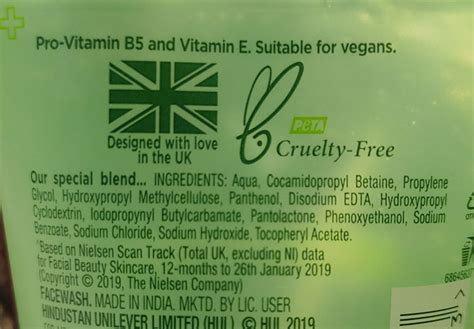 Pro-Vitamin B5 and Vitamin E. Suitable for vegans.
Designed with love
in the UK
PeTA
Cruelty-Free
Our special blend... INGREDIENTS: Aqua, Cocamidopropyl Betaine, Propylene
Glycol, Hydroxypropyl Methylcellulose, Panthenol, Disodium EDTA, Hydroxypropyl
Cyclodextrin, Iodopropynyl Butylcarbamate, Pantolactone, Phenoxyethanol, Sodium
Benzoate, Sodium Chloride, Sodium Hydroxide, Tocopheryl Acetate.
*Based on Nielsen Scan Track (Total UK, excluding NI) data
for Facial Beauty Skincare, 12-months to 26th January 2019
(Copyright © 2019, The Nielsen Company)
FACEWASH. MADE IN INDIA. MKTD. BY LIC. USER
HINDUSTAN UNILEVER LIMITED (HUL) © HUL 2019